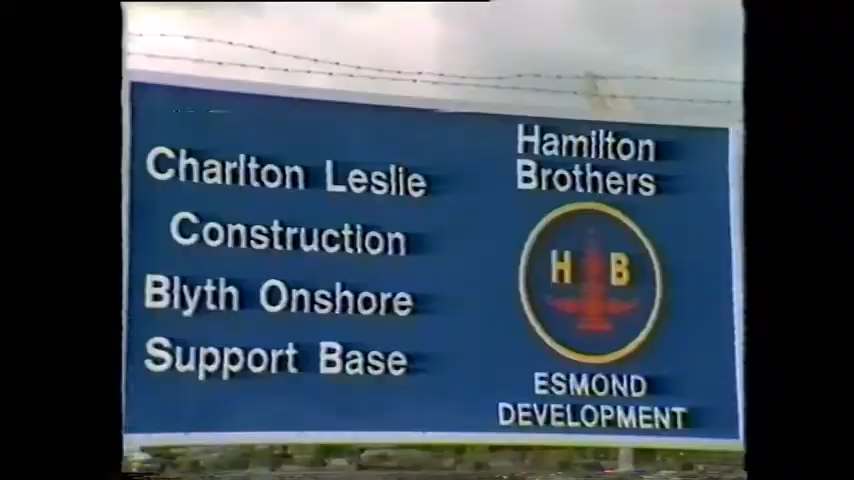 Charlton Leslie
Construction
Blyth Onshore
Support Base
Hamilton
Brothers
H B
ESMOND
DEVELOPMENT